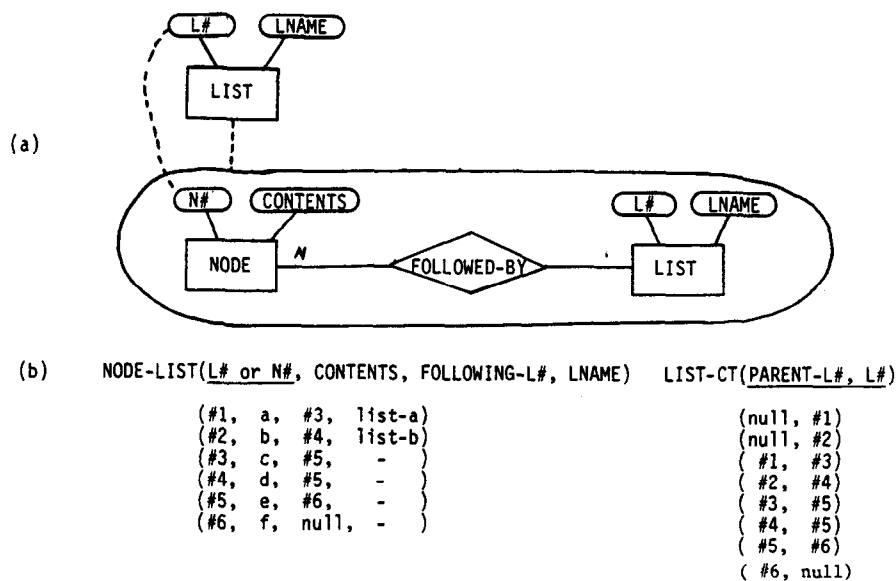 L# LNAME
LIST
(a)
N# CONTENTS L# LNAME
NODE N FOLLOWED-BY LIST
(b) NODE-LIST(L# or N#, CONTENTS, FOLLOWING-L#, LNAME) LIST-CT(PARENT-L#, L#)
(#1, a, #3, list-a) (null, #1)
(#2, b, #4, list-b) (null, #2)
(#3, c, #5, - ) ( #1, #3)
(#4, d, #5, - ) ( #2, #4)
(#5, e, #6, - ) ( #3, #5)
(#6, f, null, - ) ( #4, #5)
( #5, #6)
( #6, null)